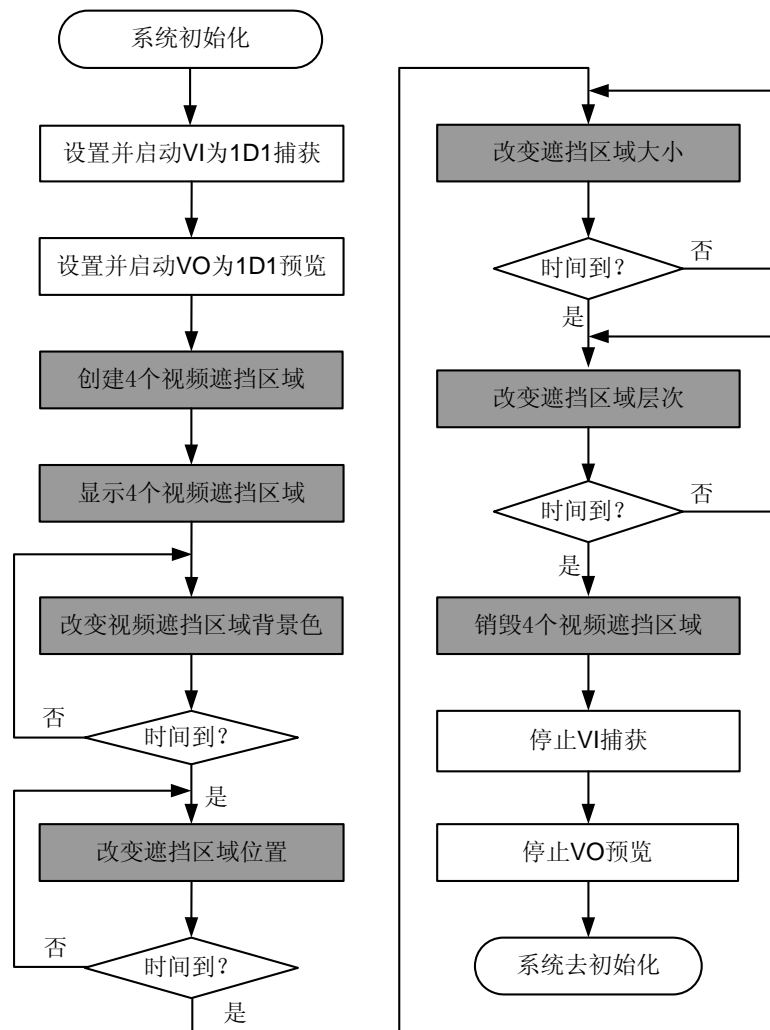 系统初始化
设置并启动VI为1D1捕获
设置并启动VO为1D1预览
创建4个视频遮挡区域
显示4个视频遮挡区域
改变视频遮挡区域背景色
否
时间到?
是
改变遮挡区域位置
否
时间到?
是
改变遮挡区域大小
时间到?
否
是
改变遮挡区域层次
时间到?
否
是
销毁4个视频遮挡区域
停止VI捕获
停止VO预览
系统去初始化